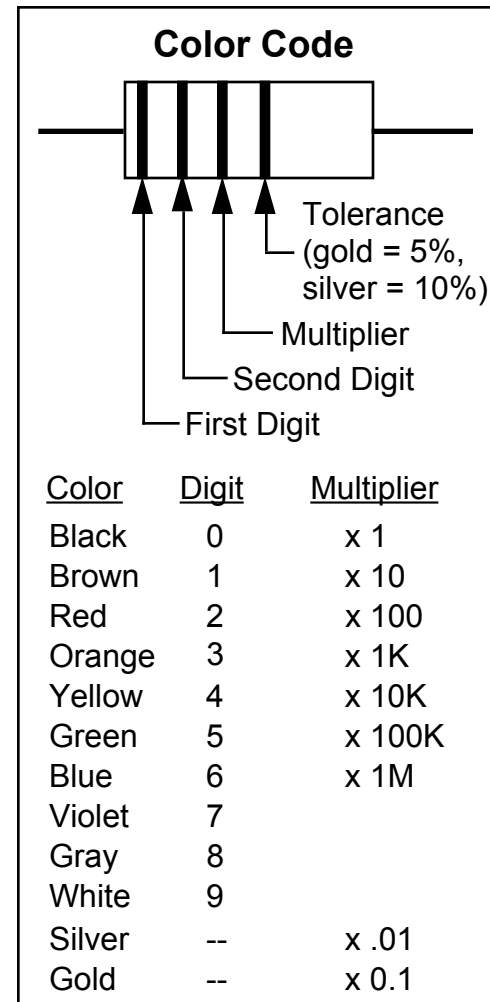 Color Code
Tolerance
(gold = 5%,
silver = 10%)
Multiplier
Second Digit
First Digit
Color Digit Multiplier
Black 0 x 1
Brown 1 x 10
Red 2 x 100
Orange 3 x 1K
Yellow 4 x 10K
Green 5 x 100K
Blue 6 x 1M
Violet 7
Gray 8
White 9
Silver -- x .01
Gold -- x 0.1